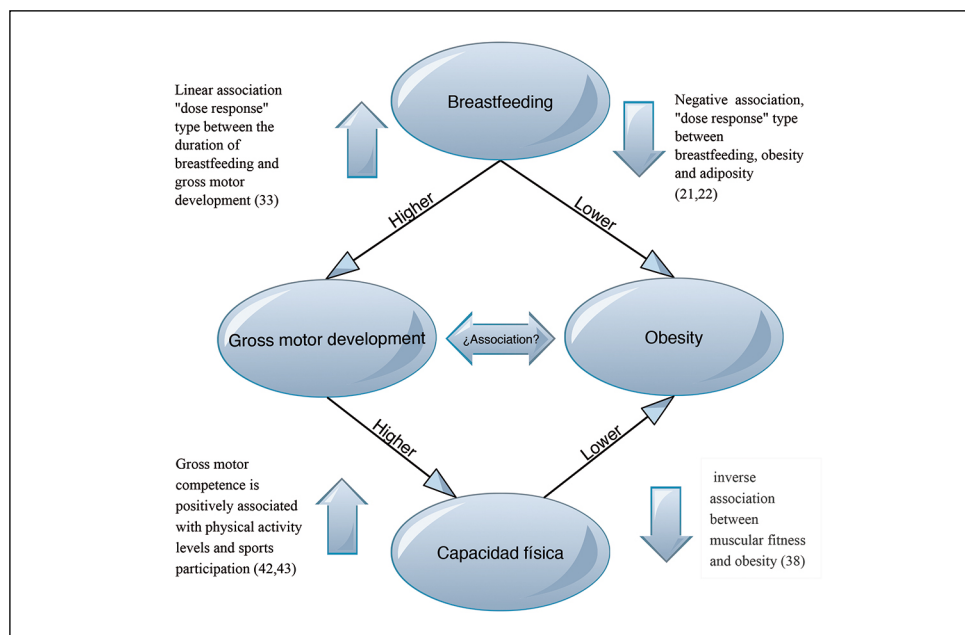 Breastfeeding
Linear association
"dose response"
type between the
duration of
breastfeeding and
gross motor
development (33)
Negative association,
"dose response" type
between
breastfeeding, obesity
and adiposity
(21,22)
Higher
Lower
Gross motor development
¿Association?
Obesity
Higher
Lower
Gross motor
competence is
positively associated
with physical activity
levels and sports
participation (42,43)
Capacidad física
inverse
association
between
muscular fitness
and obesity (38)